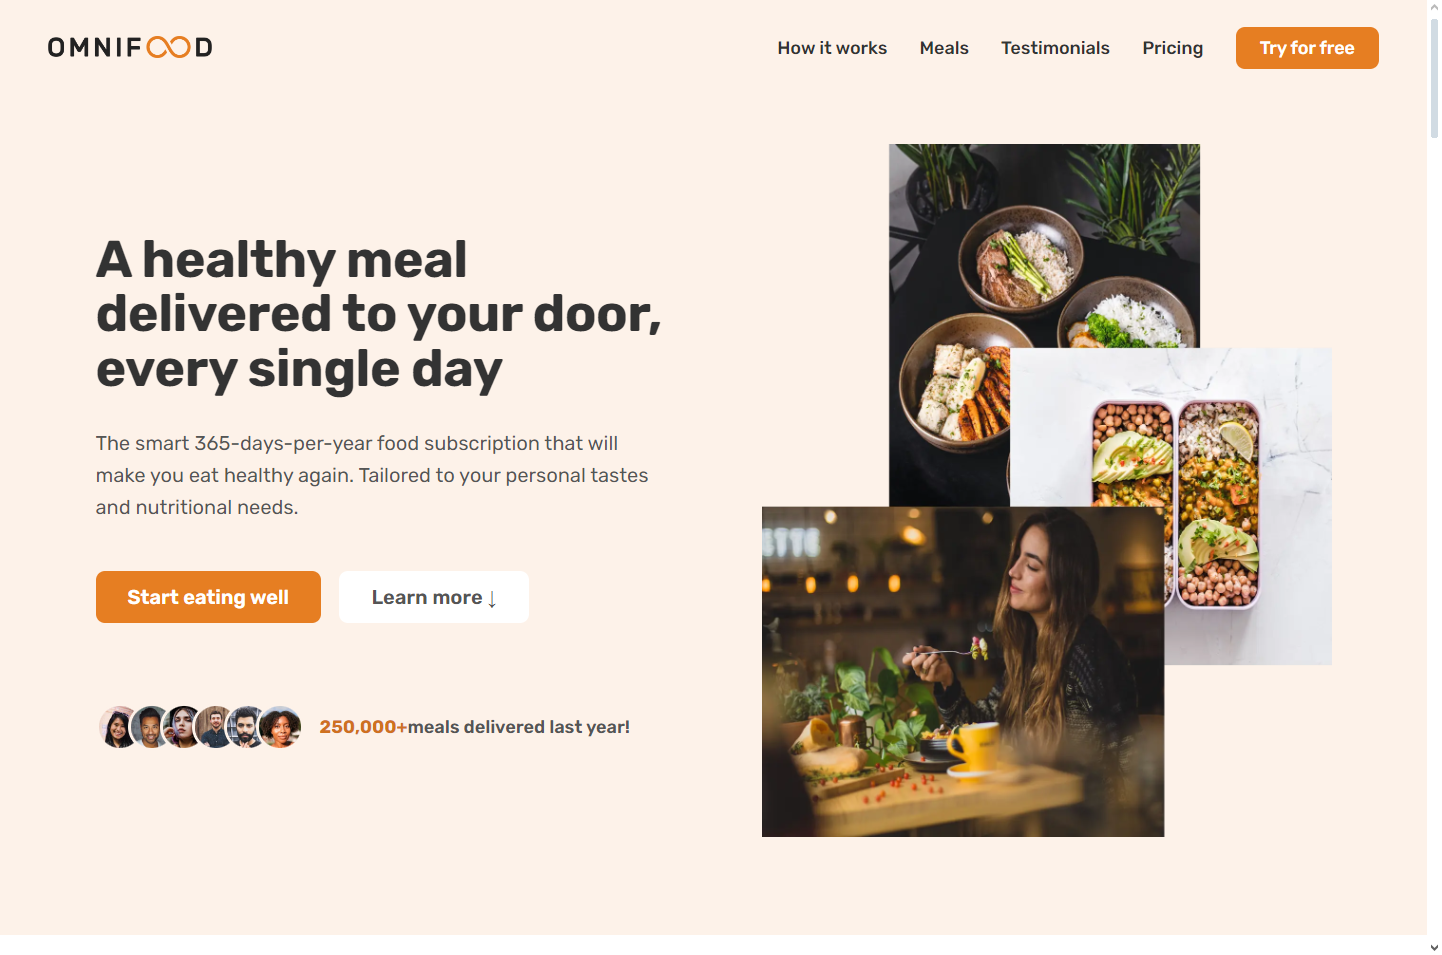 OMNIFOOD
How it works
Meals
Testimonials
Pricing
Try for free
A healthy meal
delivered to your door,
every single day
The smart 365-days-per-year food subscription that will
make you eat healthy again. Tailored to your personal tastes
and nutritional needs.
Start eating well
Learn more ↓
250,000+meals delivered last year!